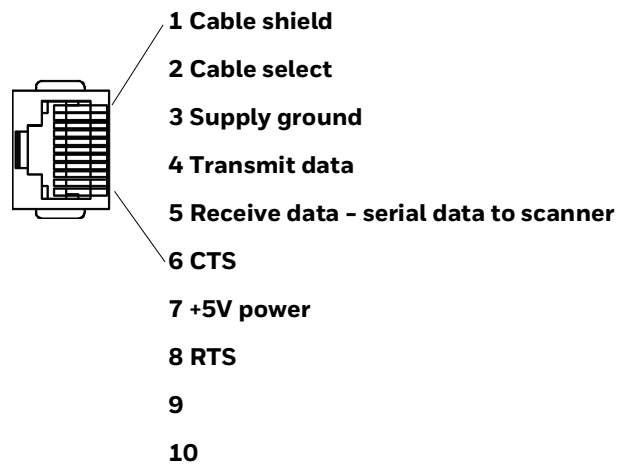 1 Cable shield
2 Cable select
3 Supply ground
4 Transmit data
5 Receive data – serial data to scanner
6 CTS
7 +5V power
8 RTS
9
10